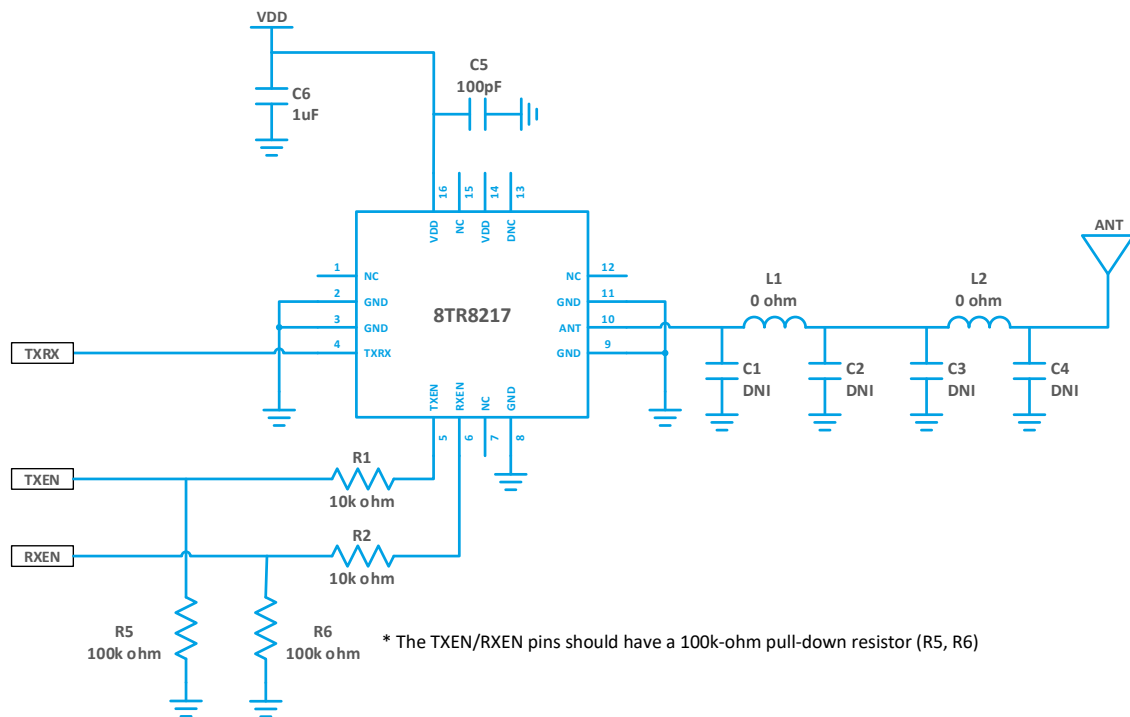 VDD
C5
100pF
C6
1uF
16
15
14
13
VDD
NC
VDD
DNC
ANT
1
NC
NC
12
2
GND
GND
11
8TR8217
L1
0 ohm
L2
0 ohm
3
GND
ANT
10
TXRX
4
TXRX
GND
9
C1
DNI
C2
DNI
C3
DNI
C4
DNI
TXEN
RXEN
NC
GND
5
6
7
8
TXEN
R1
10k ohm
RXEN
R2
10k ohm
R5
100k ohm
R6
100k ohm
* The TXEN/RXEN pins should have a 100k-ohm pull-down resistor (R5, R6)